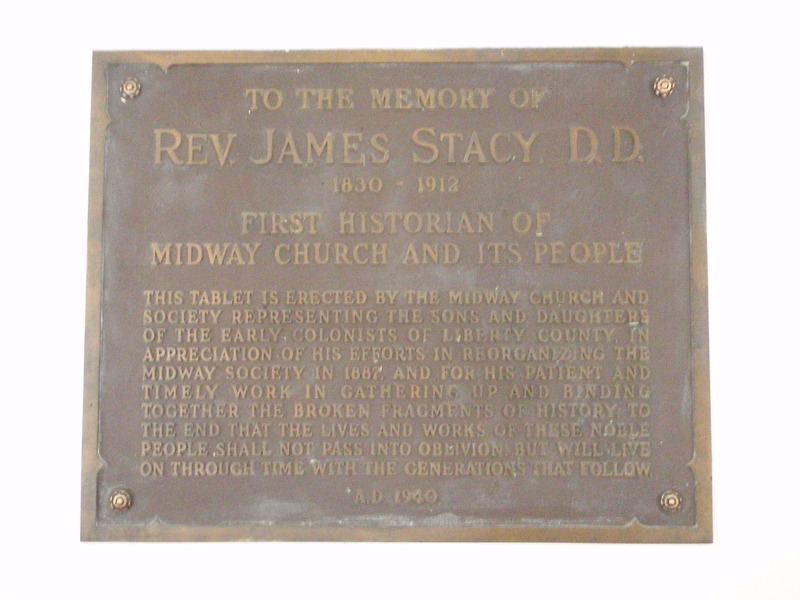 TO THE MEMORY OF
REV. JAMES STACY, D.D.
1830 - 1912
FIRST HISTORIAN OF
MIDWAY CHURCH AND ITS PEOPLE
THIS TABLET IS ERECTED BY THE MIDWAY CHURCH AND
SOCIETY REPRESENTING THE SONS AND DAUGHTERS
OF THE EARLY COLONISTS OF LIBERTY COUNTY, IN
APPRECIATION OF HIS EFFORTS IN REORGANIZING THE
MIDWAY SOCIETY IN 1887, AND FOR HIS PATIENT AND
TIMELY WORK IN GATHERING UP AND BINDING
TOGETHER THE BROKEN FRAGMENTS OF HISTORY, TO
THE END THAT THE LIVES AND WORKS OF THESE NOBLE
PEOPLE SHALL NOT PASS INTO OBLIVION, BUT WILL LIVE
ON THROUGH TIME WITH THE GENERATIONS THAT FOLLOW.
A.D. 1940